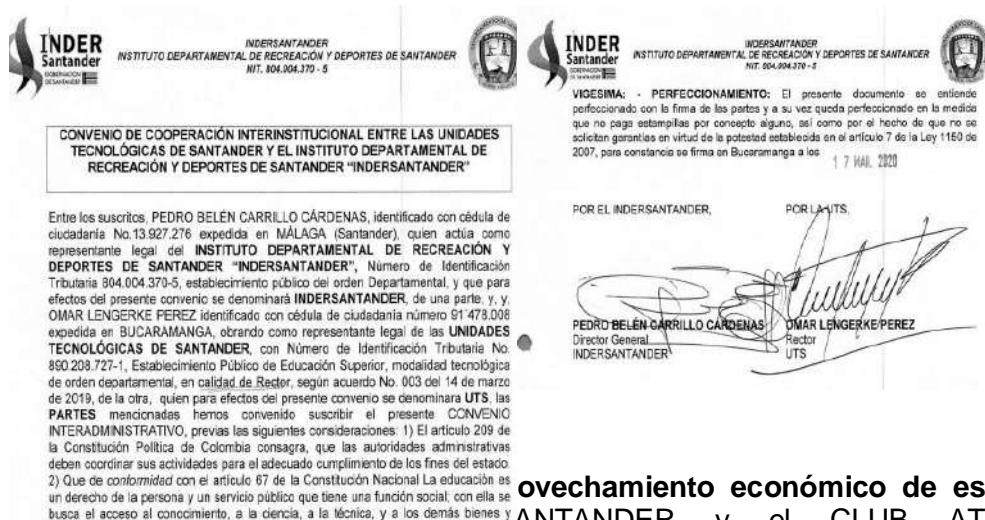 INDER
Santander
GOBERNACIÓN
DE SANTANDER
INDERSANTANDER
INSTITUTO DEPARTAMENTAL DE RECREACIÓN Y DEPORTES DE SANTANDER
NIT. 804.004.370 - 5
CONVENIO DE COOPERACIÓN INTERINSTITUCIONAL ENTRE LAS UNIDADES
TECNOLÓGICAS DE SANTANDER Y EL INSTITUTO DEPARTAMENTAL DE
RECREACIÓN Y DEPORTES DE SANTANDER "INDERSANTANDER"
Entre los suscritos, PEDRO BELÉN CARRILLO CÁRDENAS, identificado con cédula de
ciudadanía No.13.927.276 expedida en MÁLAGA (Santander), quien actúa como
representante legal del INSTITUTO DEPARTAMENTAL DE RECREACIÓN Y
DEPORTES DE SANTANDER "INDERSANTANDER", Número de Identificación
Tributaria 804.004.370-5, establecimiento público del orden Departamental, y que para
efectos del presente convenio se denominará INDERSANTANDER, de una parte, y, y.
OMAR LENGERKE PEREZ identificado con cédula de ciudadanía número 91'478.008
expedida en BUCARAMANGA, obrando como representante legal de las UNIDADES
TECNOLÓGICAS DE SANTANDER, con Número de Identificación Tributaria No.
890.208.727-1, Establecimiento Público de Educación Superior, modalidad tecnológica
de orden departamental, en calidad de Rector, según acuerdo No. 003 del 14 de marzo
de 2019, de la otra, quien para efectos del presente convenio se denominara UTS, las
PARTES mencionadas hemos convenido suscribir el presente CONVENIO
INTERADMINISTRATIVO, previas las siguientes consideraciones: 1) El artículo 209 de
la Constitución Política de Colombia consagra, que las autoridades administrativas
deben coordinar sus actividades para el adecuado cumplimiento de los fines del estado.
2) Que de conformidad con el artículo 67 de la Constitución Nacional La educación es
un derecho de la persona y un servicio público que tiene una función social; con ella se
busca el acceso al conocimiento, a la ciencia, a la técnica, y a los demás bienes y
INDER
Santander
GOBERNACIÓN
DE SANTANDER
INDERSANTANDER
INSTITUTO DEPARTAMENTAL DE RECREACIÓN Y DEPORTES DE SANTANDER
NIT. 804.004.370 - 5
VIGESIMA: - PERFECCIONAMIENTO: El presente documento se entiende
perfeccionado con la firma de las partes y a su vez queda perfeccionado en la medida
que no paga estampillas por concepto alguno, así como por el hecho de que no se
solicitan garantías en virtud de la potestad establecida en el artículo 7 de la Ley 1150 de
2007, para constancia se firma en Bucaramanga a los
17 2020
POR EL INDERSANTANDER, POR LA UTS,
PEDRO BELÉN CARRILLO CÁRDENAS OMAR LENGERKE PEREZ
Director General Rector
INDERSANTANDER UTS
ovechamiento económico de es
ANTANDER y el CLUB AT